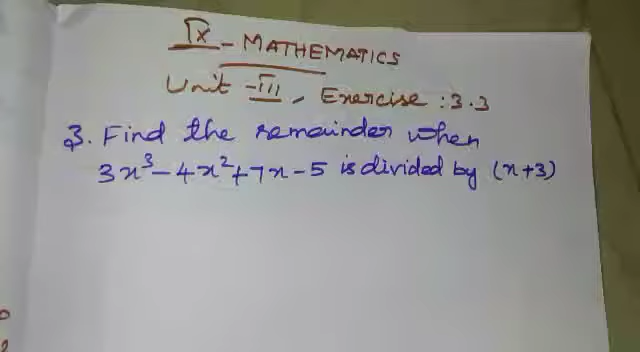 IX - MATHEMATICS
Unit - III, Exercise : 3.3
3. Find the remainder when
3x³ - 4x² + 7x - 5 is divided by (x+3)